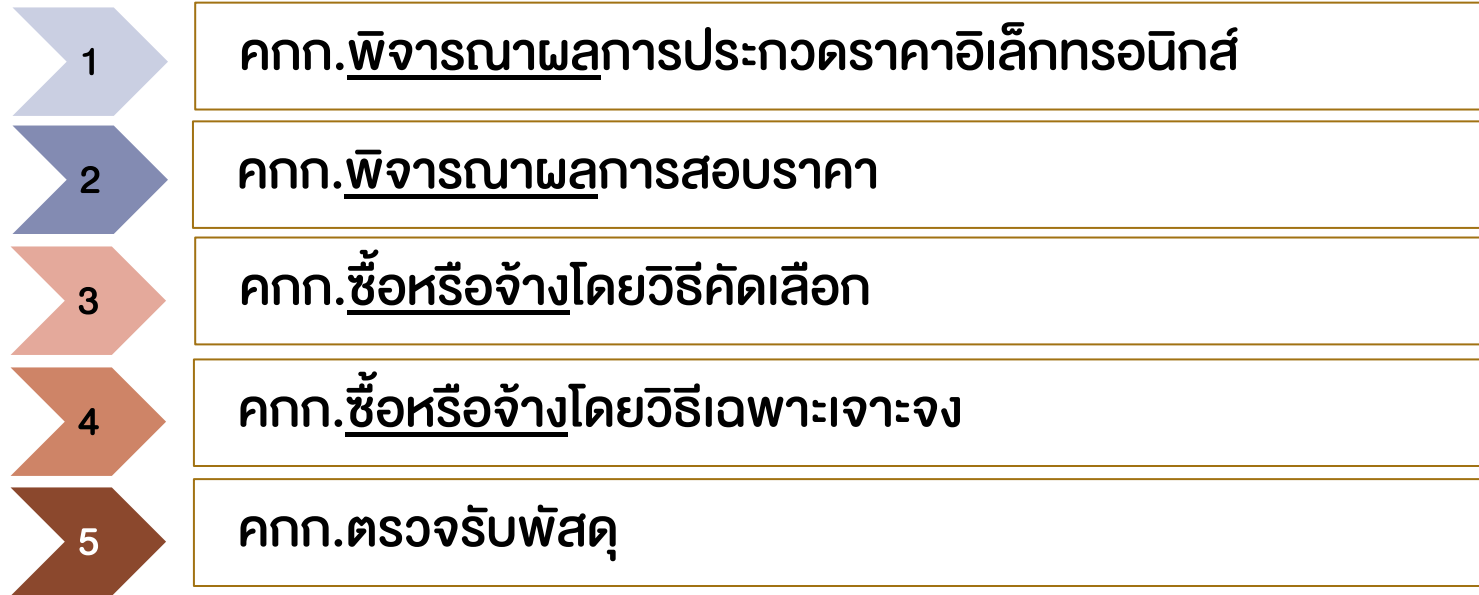 1
คกก.พิจารณาผลการประกวดราคาอิเล็กทรอนิกส์
2
คกก.พิจารณาผลการสอบราคา
3
คกก.ซื้อหรือจ้างโดยวิธีคัดเลือก
4
คกก.ซื้อหรือจ้างโดยวิธีเฉพาะเจาะจง
5
คกก.ตรวจรับพัสดุ